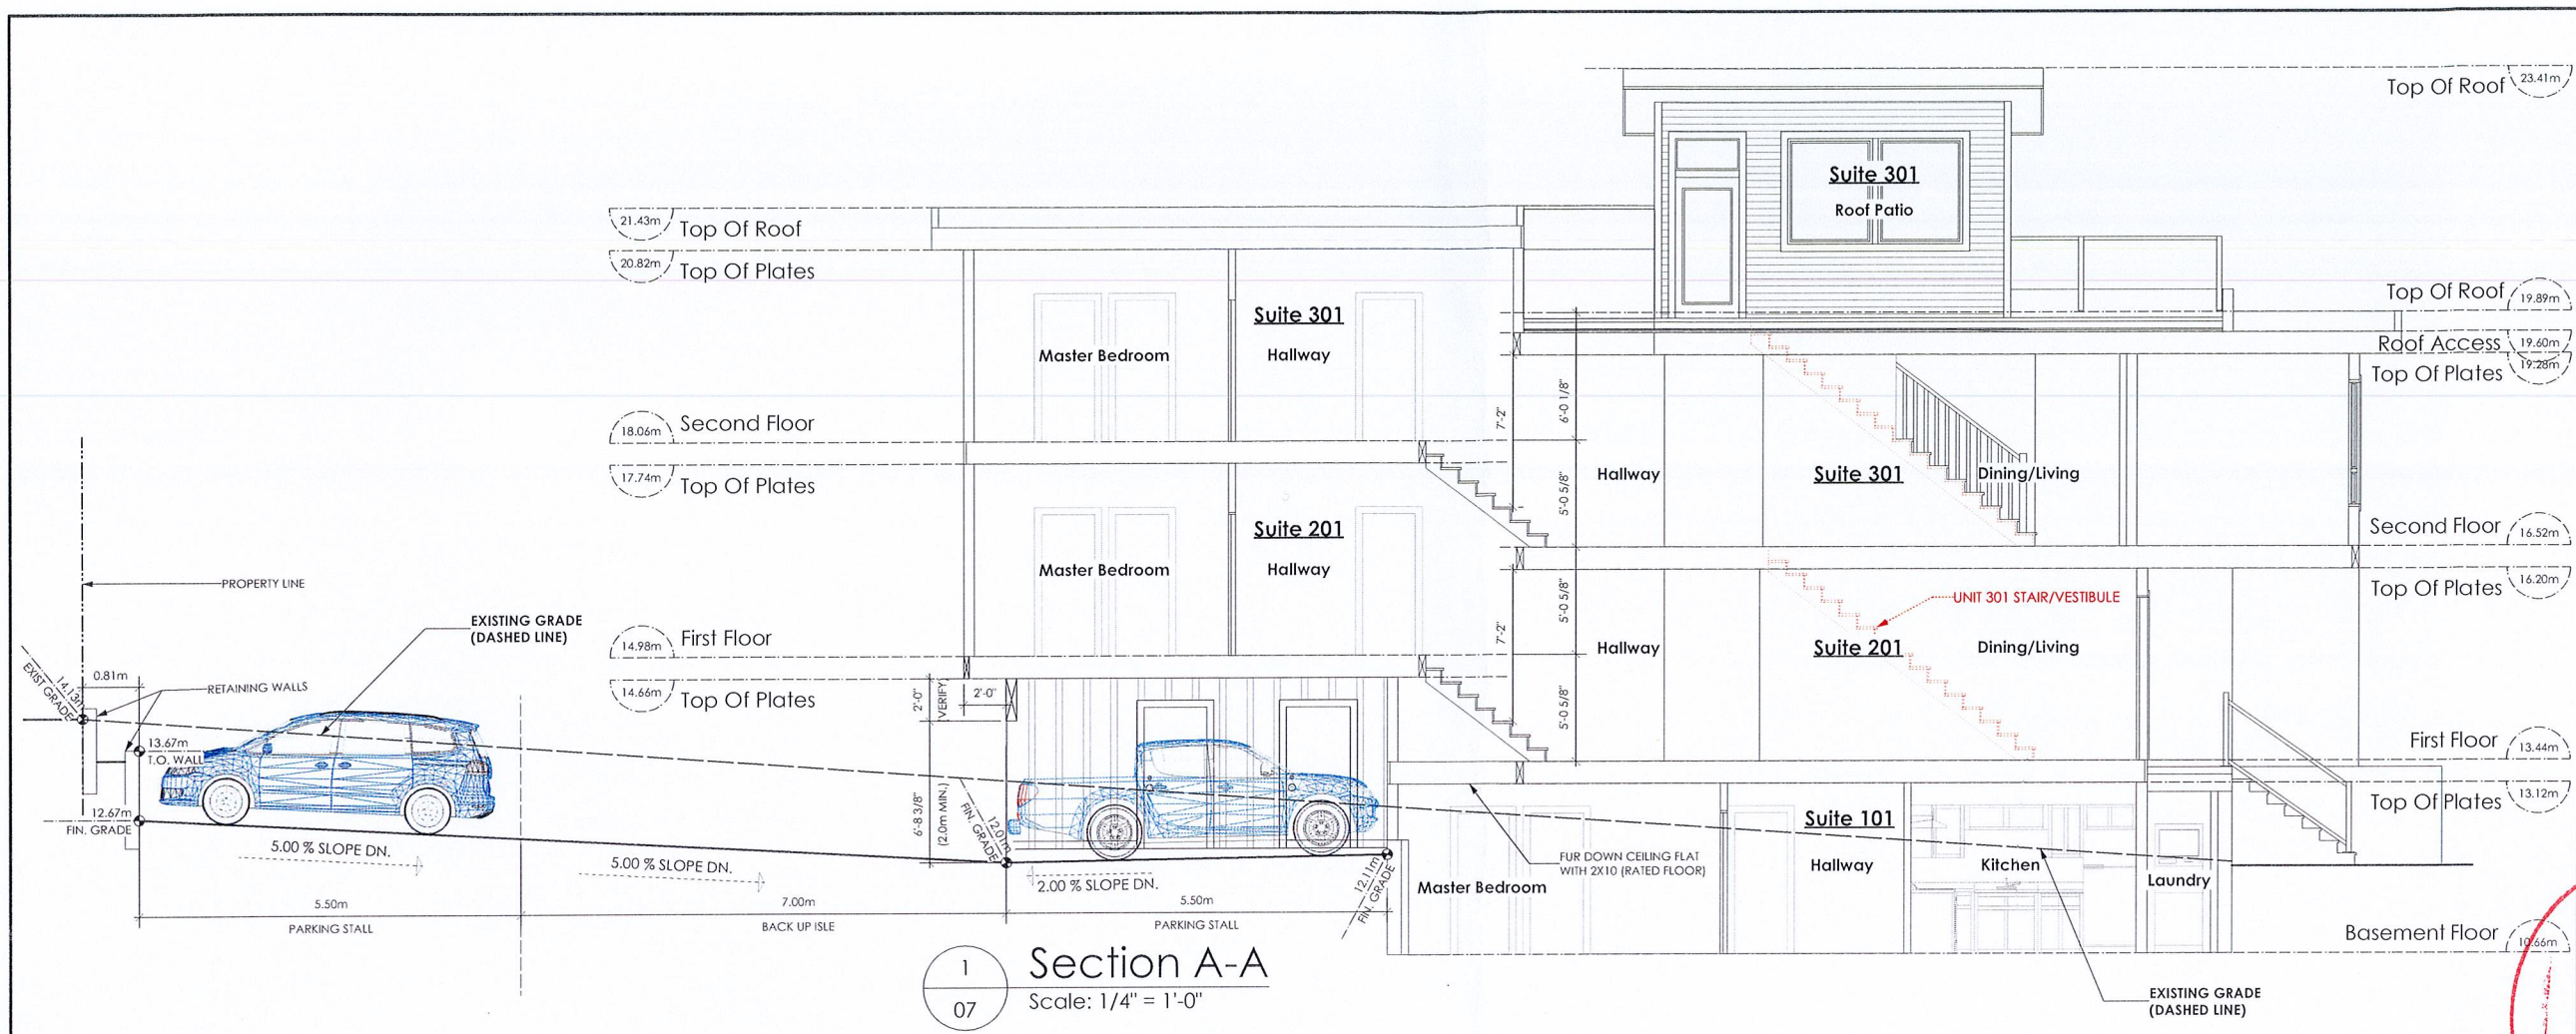 Top Of Roof 23.41m
Suite 301
Roof Patio
21.43m Top Of Roof
20.82m Top Of Plates
Top Of Roof 19.89m
Roof Access 19.60m
Top Of Plates 19.28m
Suite 301
Master Bedroom Hallway
7'-2" 6'-0 1/8"
18.06m Second Floor
17.74m Top Of Plates
5'-0 5/8"
Hallway Suite 301 Dining/Living
Second Floor 16.52m
Suite 201
Master Bedroom Hallway
Top Of Plates 16.20m
PROPERTY LINE
UNIT 301 STAIR/VESTIBULE
7'-2" 5'-0 5/8"
EXISTING GRADE
(DASHED LINE)
14.98m First Floor
Hallway Suite 201 Dining/Living
14.66m Top Of Plates
0.81m
RETAINING WALLS
14.13m
EXIST GRADE
2'-0"
(VERIFY)
2'-0"
5'-0 5/8"
First Floor 13.44m
13.67m
T.O. WALL
Top Of Plates 13.12m
12.67m
FIN. GRADE
6'-8 3/8"
(2.0m MIN.)
12.07m
FIN. GRADE
Suite 101
5.00 % SLOPE DN.
5.00 % SLOPE DN.
2.00 % SLOPE DN.
12.11m
FIN. GRADE
FUR DOWN CEILING FLAT
WITH 2X10 (RATED FLOOR)
Master Bedroom Hallway Kitchen Laundry
5.50m 7.00m 5.50m
PARKING STALL BACK UP ISLE PARKING STALL
Basement Floor 10.66m
1
07
Section A-A
Scale: 1/4" = 1'-0"
EXISTING GRADE
(DASHED LINE)